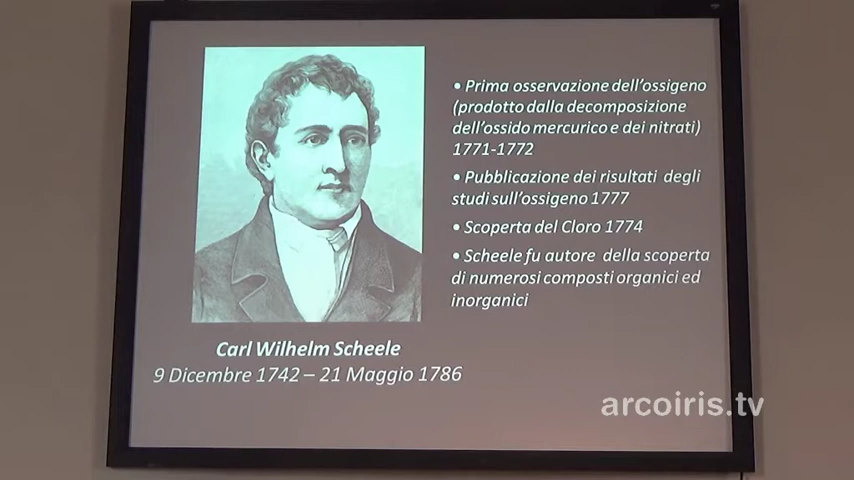 • Prima osservazione dell'ossigeno
(prodotto dalla decomposizione
dell'ossido mercurico e dei nitrati)
1771-1772
• Pubblicazione dei risultati degli
studi sull'ossigeno 1777
• Scoperta del Cloro 1774
• Scheele fu autore della scoperta
di numerosi composti organici ed
inorganici
Carl Wilhelm Scheele
9 Dicembre 1742 – 21 Maggio 1786
arcoiris.tv